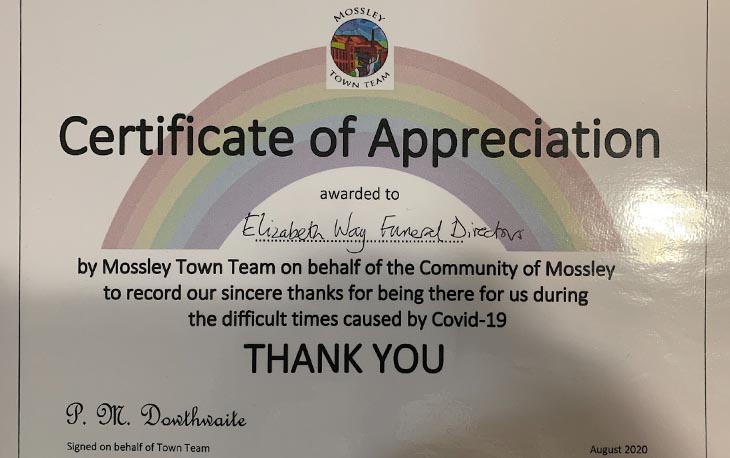 MOSSLEY
TOWN TEAM
Certificate of Appreciation
awarded to
Elizabeth Way Funeral Directors
by Mossley Town Team on behalf of the Community of Mossley
to record our sincere thanks for being there for us during
the difficult times caused by Covid-19
THANK YOU
P. M. Dowthwaite
Signed on behalf of Town Team
August 2020